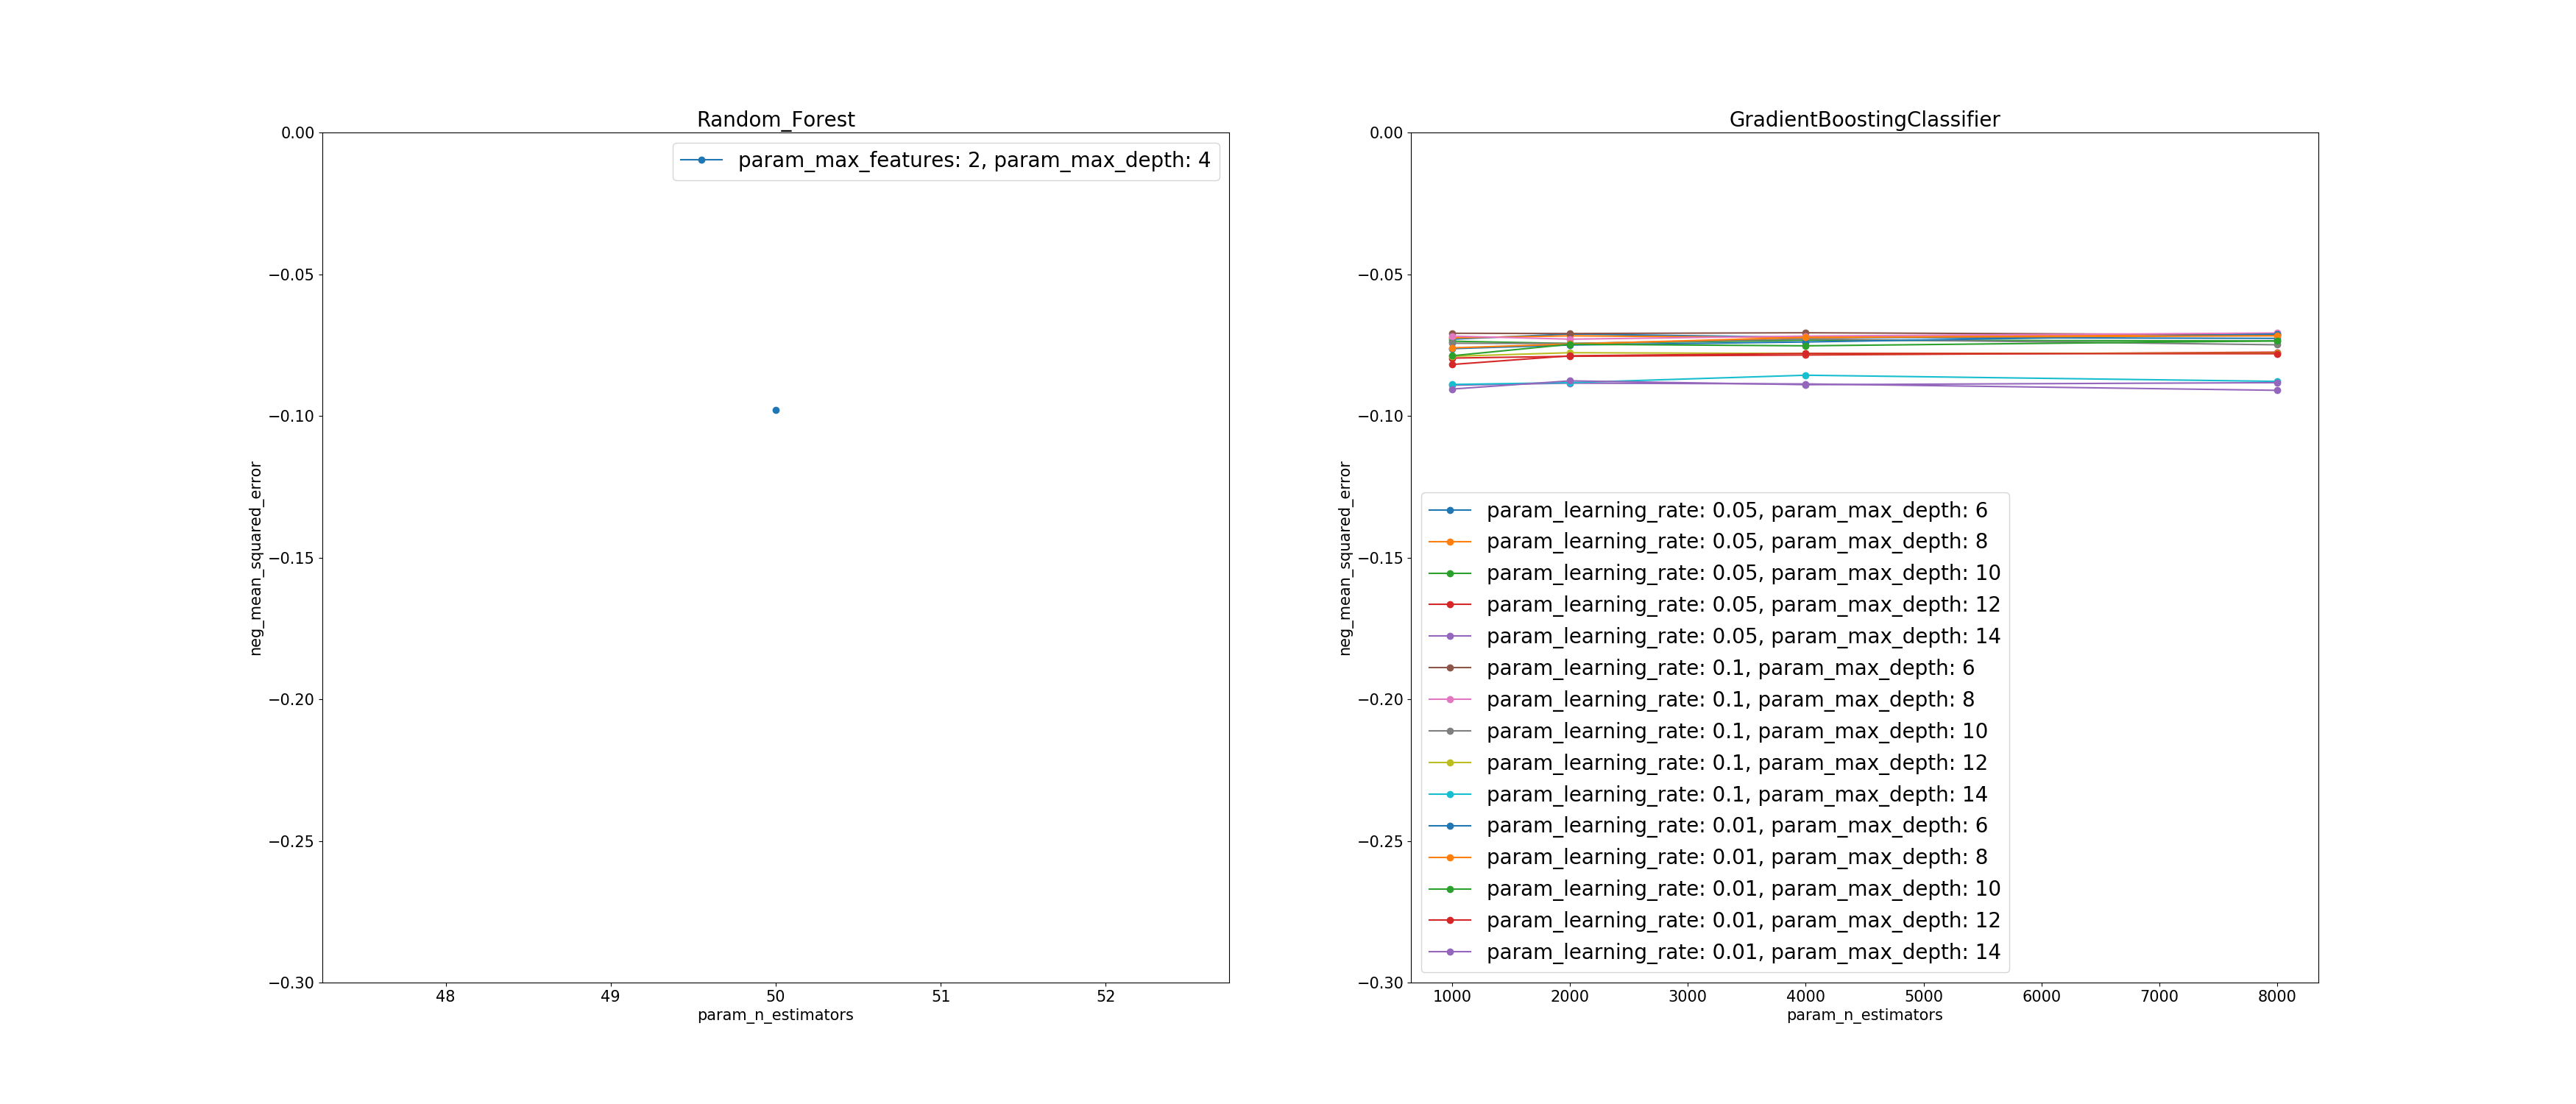 Random_Forest
0.00
−0.05
−0.10
−0.15
−0.20
−0.25
−0.30
neg_mean_squared_error
param_max_features: 2, param_max_depth: 4
48 49 50 51 52
param_n_estimators
GradientBoostingClassifier
0.00
−0.05
−0.10
−0.15
−0.20
−0.25
−0.30
neg_mean_squared_error
param_learning_rate: 0.05, param_max_depth: 6
param_learning_rate: 0.05, param_max_depth: 8
param_learning_rate: 0.05, param_max_depth: 10
param_learning_rate: 0.05, param_max_depth: 12
param_learning_rate: 0.05, param_max_depth: 14
param_learning_rate: 0.1, param_max_depth: 6
param_learning_rate: 0.1, param_max_depth: 8
param_learning_rate: 0.1, param_max_depth: 10
param_learning_rate: 0.1, param_max_depth: 12
param_learning_rate: 0.1, param_max_depth: 14
param_learning_rate: 0.01, param_max_depth: 6
param_learning_rate: 0.01, param_max_depth: 8
param_learning_rate: 0.01, param_max_depth: 10
param_learning_rate: 0.01, param_max_depth: 12
param_learning_rate: 0.01, param_max_depth: 14
1000 2000 3000 4000 5000 6000 7000 8000
param_n_estimators